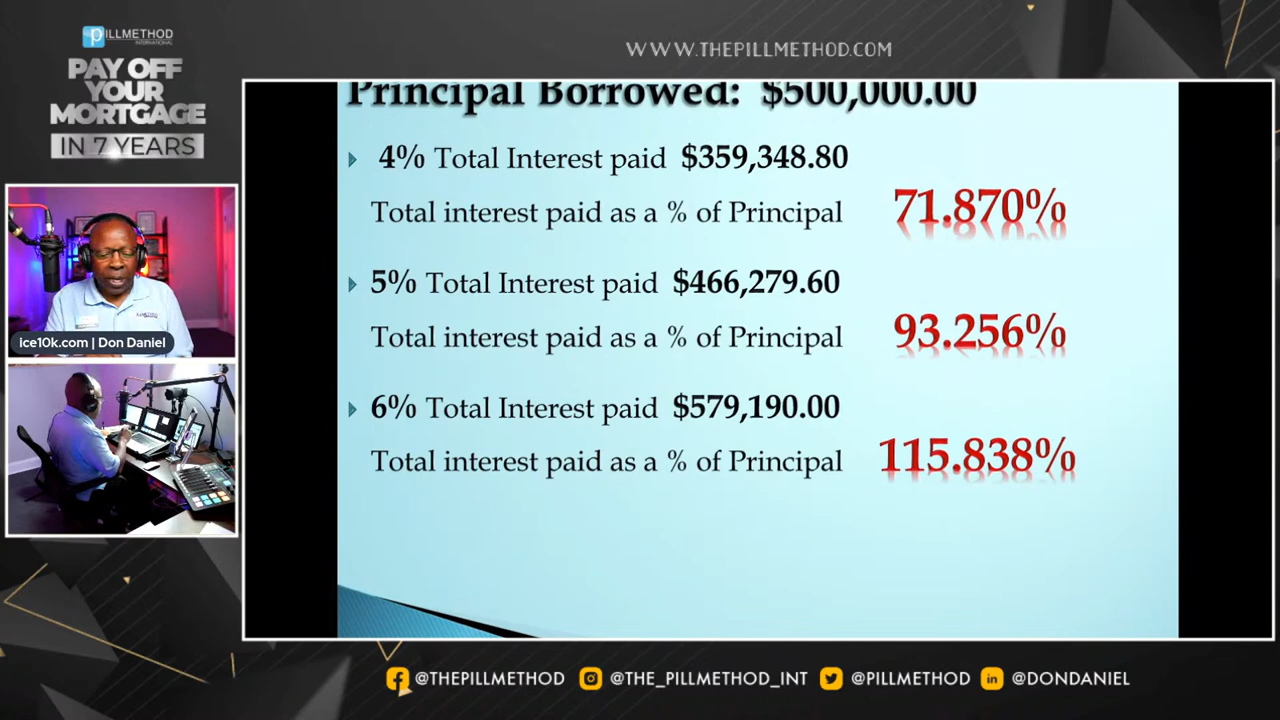 PILLMETHOD
INTERNATIONAL
PAY OFF
YOUR
MORTGAGE
IN 7 YEARS
WWW.THEPILLMETHOD.COM
Principal Borrowed: $500,000.00
4% Total Interest paid $359,348.80
Total interest paid as a % of Principal 71.870%
5% Total Interest paid $466,279.60
Total interest paid as a % of Principal 93.256%
6% Total Interest paid $579,190.00
Total interest paid as a % of Principal 115.838%
ice10k.com | Don Daniel
@THEPILLMETHOD @THE_PILLMETHOD_INT @PILLMETHOD @DONDANIEL